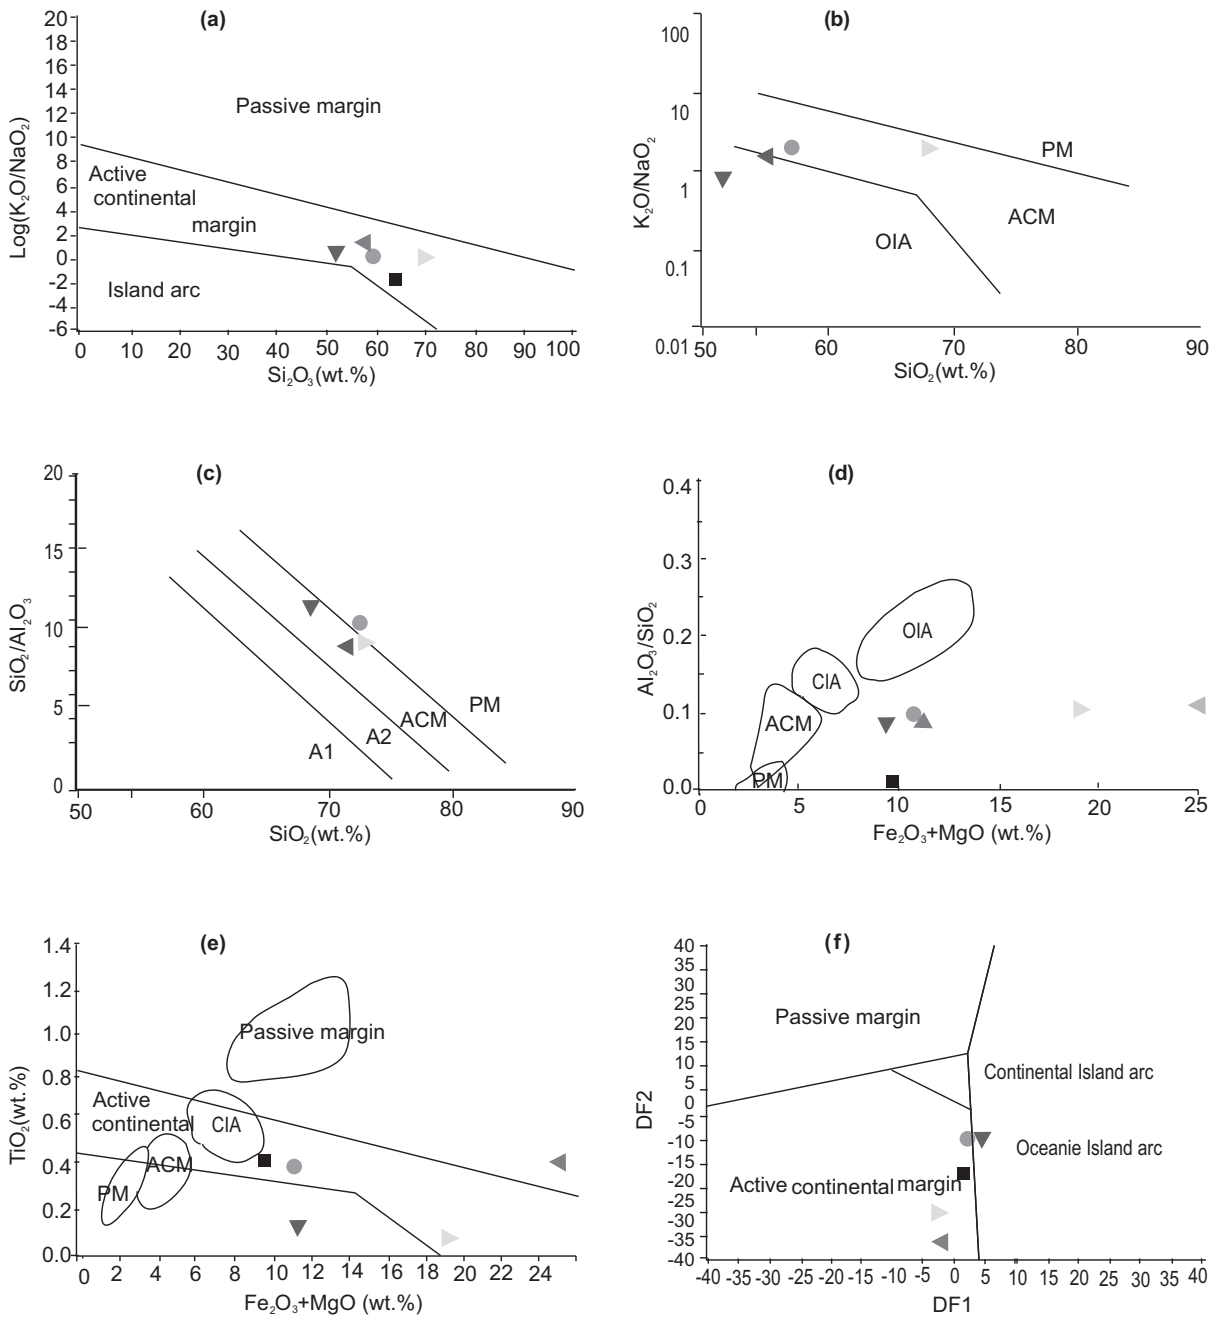 (a)
20
18
16
14
12
10
8
6
4
2
0
-2
-4
-6
Log(K₂O/NaO₂)
Passive margin
Active
continental
margin
Island arc
0 10 20 30 40 50 60 70 80 90 100
Si₂O₃(wt.%)
(b)
100
10
1
0.1
0.01
K₂O/NaO₂
PM
ACM
OIA
50 60 70 80 90
SiO₂(wt.%)
(c)
20
15
10
5
0
SiO₂/Al₂O₃
PM
ACM
A2
A1
50 60 70 80 90
SiO₂(wt.%)
(d)
0.4
0.3
0.2
0.1
0.0
Al₂O₃/SiO₂
OIA
CIA
ACM
PM
0 5 10 15 20 25
Fe₂O₃+MgO (wt.%)
(e)
1.4
1.2
1.0
0.8
0.6
0.4
0.2
0.0
TiO₂(wt.%)
Passive margin
Active
continental
CIA
ACM
PM
0 2 4 6 8 10 12 14 16 18 20 22 24
Fe₂O₃+MgO (wt.%)
(f)
40
35
30
25
20
15
10
5
0
-5
-10
-15
-20
-30
-35
-40
DF2
Passive margin
Continental Island arc
Oceanie Island arc
Active continental margin
-40 -35 -30 -25 -20 -15 -10 -5 0 5 10 15 20 25 30 35 40
DF1